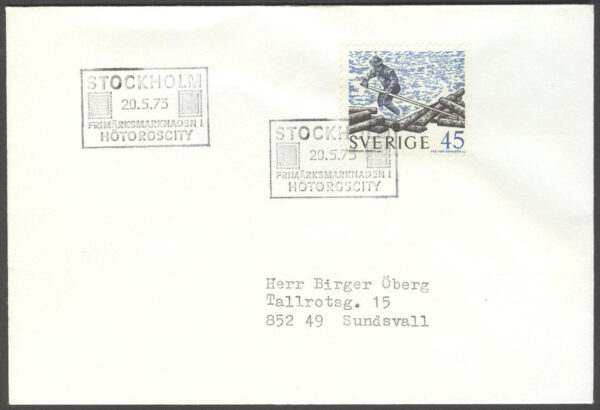 STOCKHOLM
20.5.73
FRIMÄRKSMARKNADEN I
HÖTORGSCITY
STOCKHOLM
20.5.73
FRIMÄRKSMARKNADEN I
HÖTORGSCITY
SVERIGE 45
Herr Birger Öberg
Tallrotsg. 15
852 49 Sundsvall